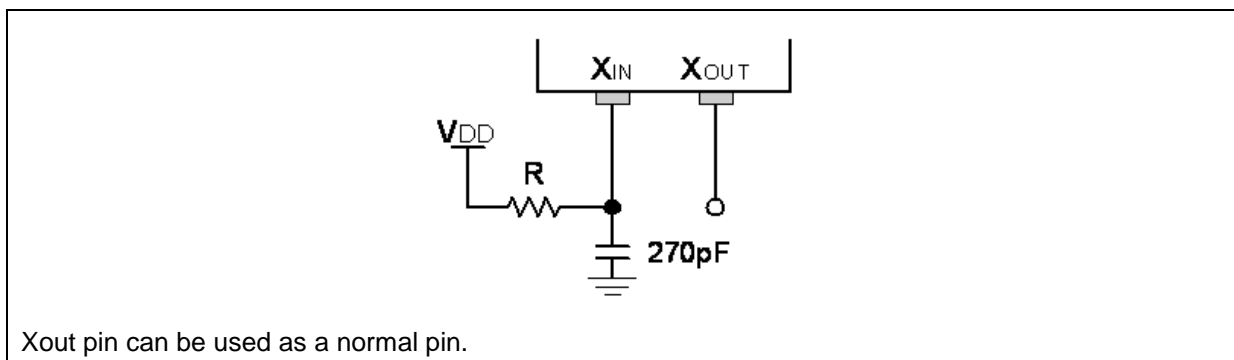 XIN XOUT
VDD
R
270pF
Xout pin can be used as a normal pin.